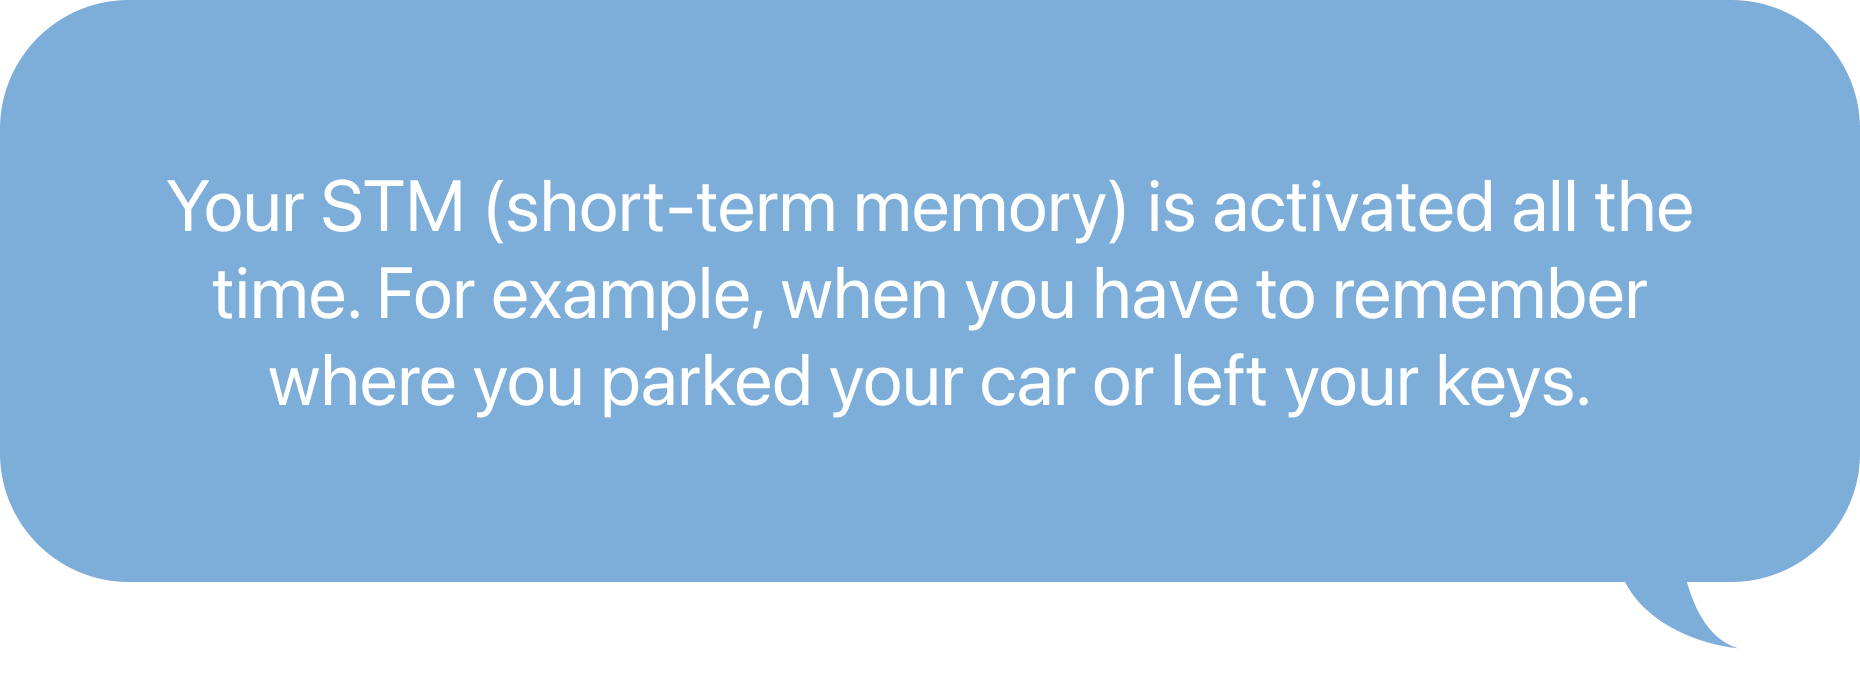 Your STM (short-term memory) is activated all the
time. For example, when you have to remember
where you parked your car or left your keys.